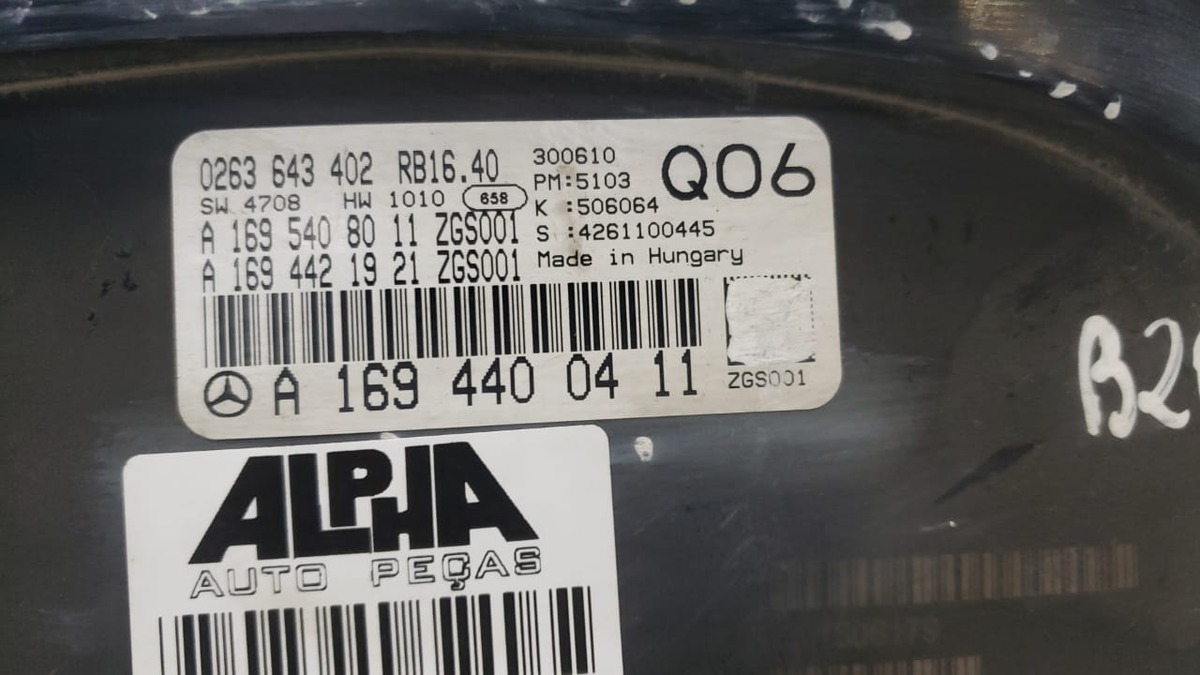 0263 643 402 RB16.40
SW 4708 HW 1010 658
A 169 540 80 11 ZGS001
A 169 442 19 21 ZGS001
300610
PM:5103
K :506064
S :4261100445
Made in Hungary
Q06
A 169 440 04 11
ZGS001
ALPHA
AUTO PEÇAS